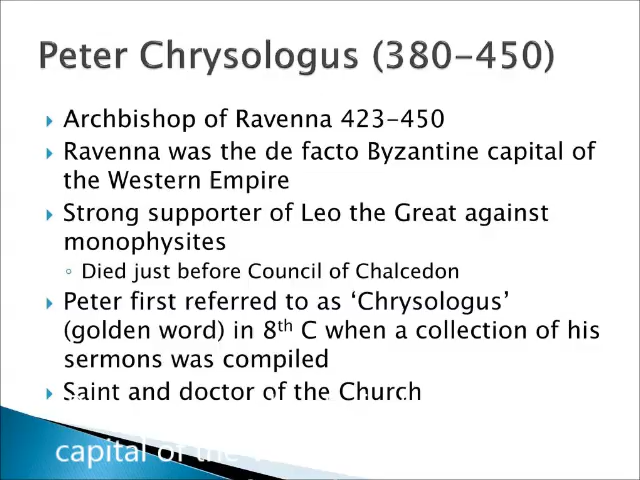 Peter Chrysologus (380-450)
Archbishop of Ravenna 423-450
Ravenna was the de facto Byzantine capital of
the Western Empire
Strong supporter of Leo the Great against
monophysites
Died just before Council of Chalcedon
Peter first referred to as ‘Chrysologus’
(golden word) in 8th C when a collection of his
sermons was compiled
Saint and doctor of the Church
capital of the